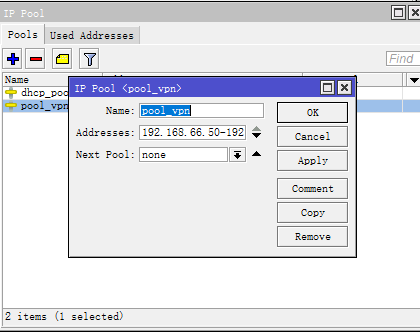 IP Pool
Pools Used Addresses
Find
Name
dhcp_poo
pool_vpn
IP Pool <pool_vpn>
Name: pool_vpn
Addresses: 192.168.66.50-192
Next Pool: none
OK
Cancel
Apply
Comment
Copy
Remove
2 items (1 selected)